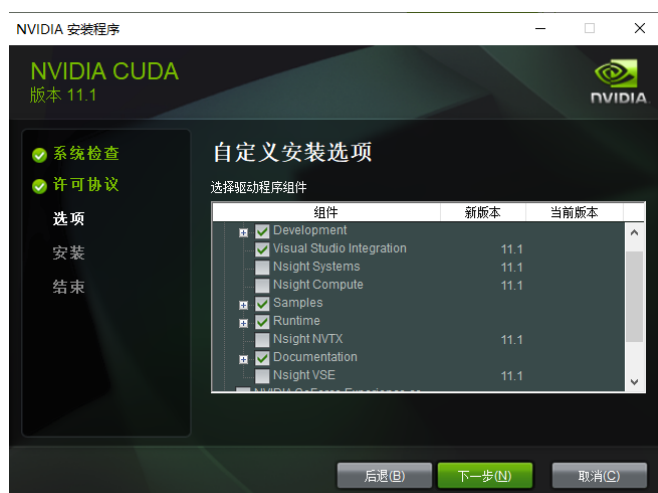 NVIDIA 安装程序
NVIDIA CUDA
版本 11.1
NVIDIA.
系统检查
许可协议
选项
安装
结束
自定义安装选项
选择驱动程序组件
组件 新版本 当前版本
Development
Visual Studio Integration 11.1
Nsight Systems 11.1
Nsight Compute 11.1
Samples
Runtime
Nsight NVTX 11.1
Documentation
Nsight VSE 11.1
后退(B) 下一步(N) 取消(C)